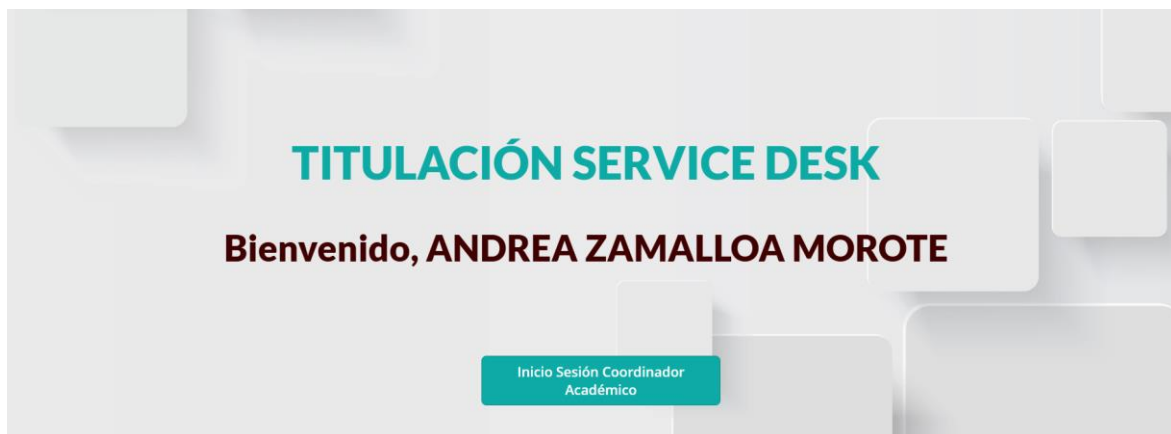 TITULACIÓN SERVICE DESK
Bienvenido, ANDREA ZAMALLOA MOROTE
Inicio Sesión Coordinador
Académico